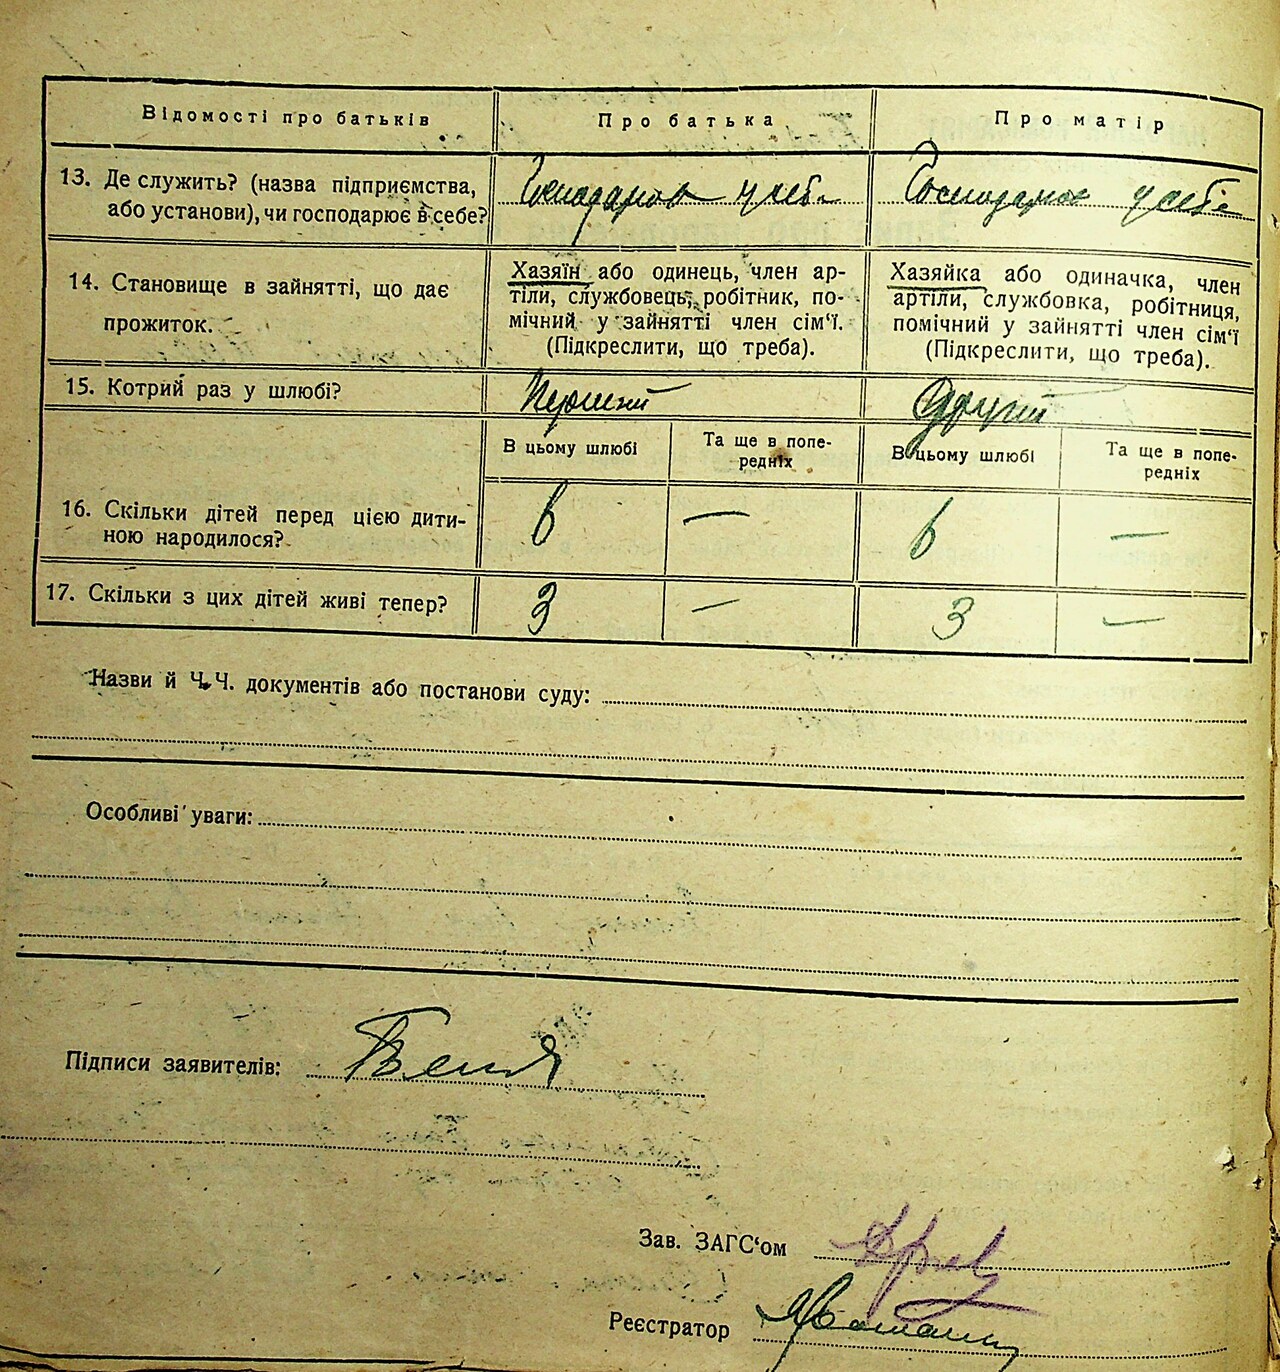 Відомості про батьків
Про батька
Про матір
13. Де служить? (назва підприємства,
або установи), чи господарює в себе?
Господарює у себе
Господарює у себе
14. Становище в зайнятті, що дає
прожиток.
Хазяїн або одинець, член ар-
тіли, службовець, робітник, по-
мічний у зайнятті член сім‘ї.
(Підкреслити, що треба).
Хазяйка або одиначка, член
артіли, службовка, робітниця,
помічний у зайнятті член сім‘ї
(Підкреслити, що треба).
15. Котрий раз у шлюбі?
Перший
Другий
В цьому шлюбі
Та ще в попе-
редніх
В цьому шлюбі
Та ще в попе-
редніх
16. Скільки дітей перед цією дити-
ною народилося?
6
—
6
—
17. Скільки з цих дітей живі тепер?
3
—
3
—
Назви й Ч.Ч. документів або постанови суду:
Особливі уваги:
Підписи заявителів:
Зав. ЗАГС‘ом
Реєстратор